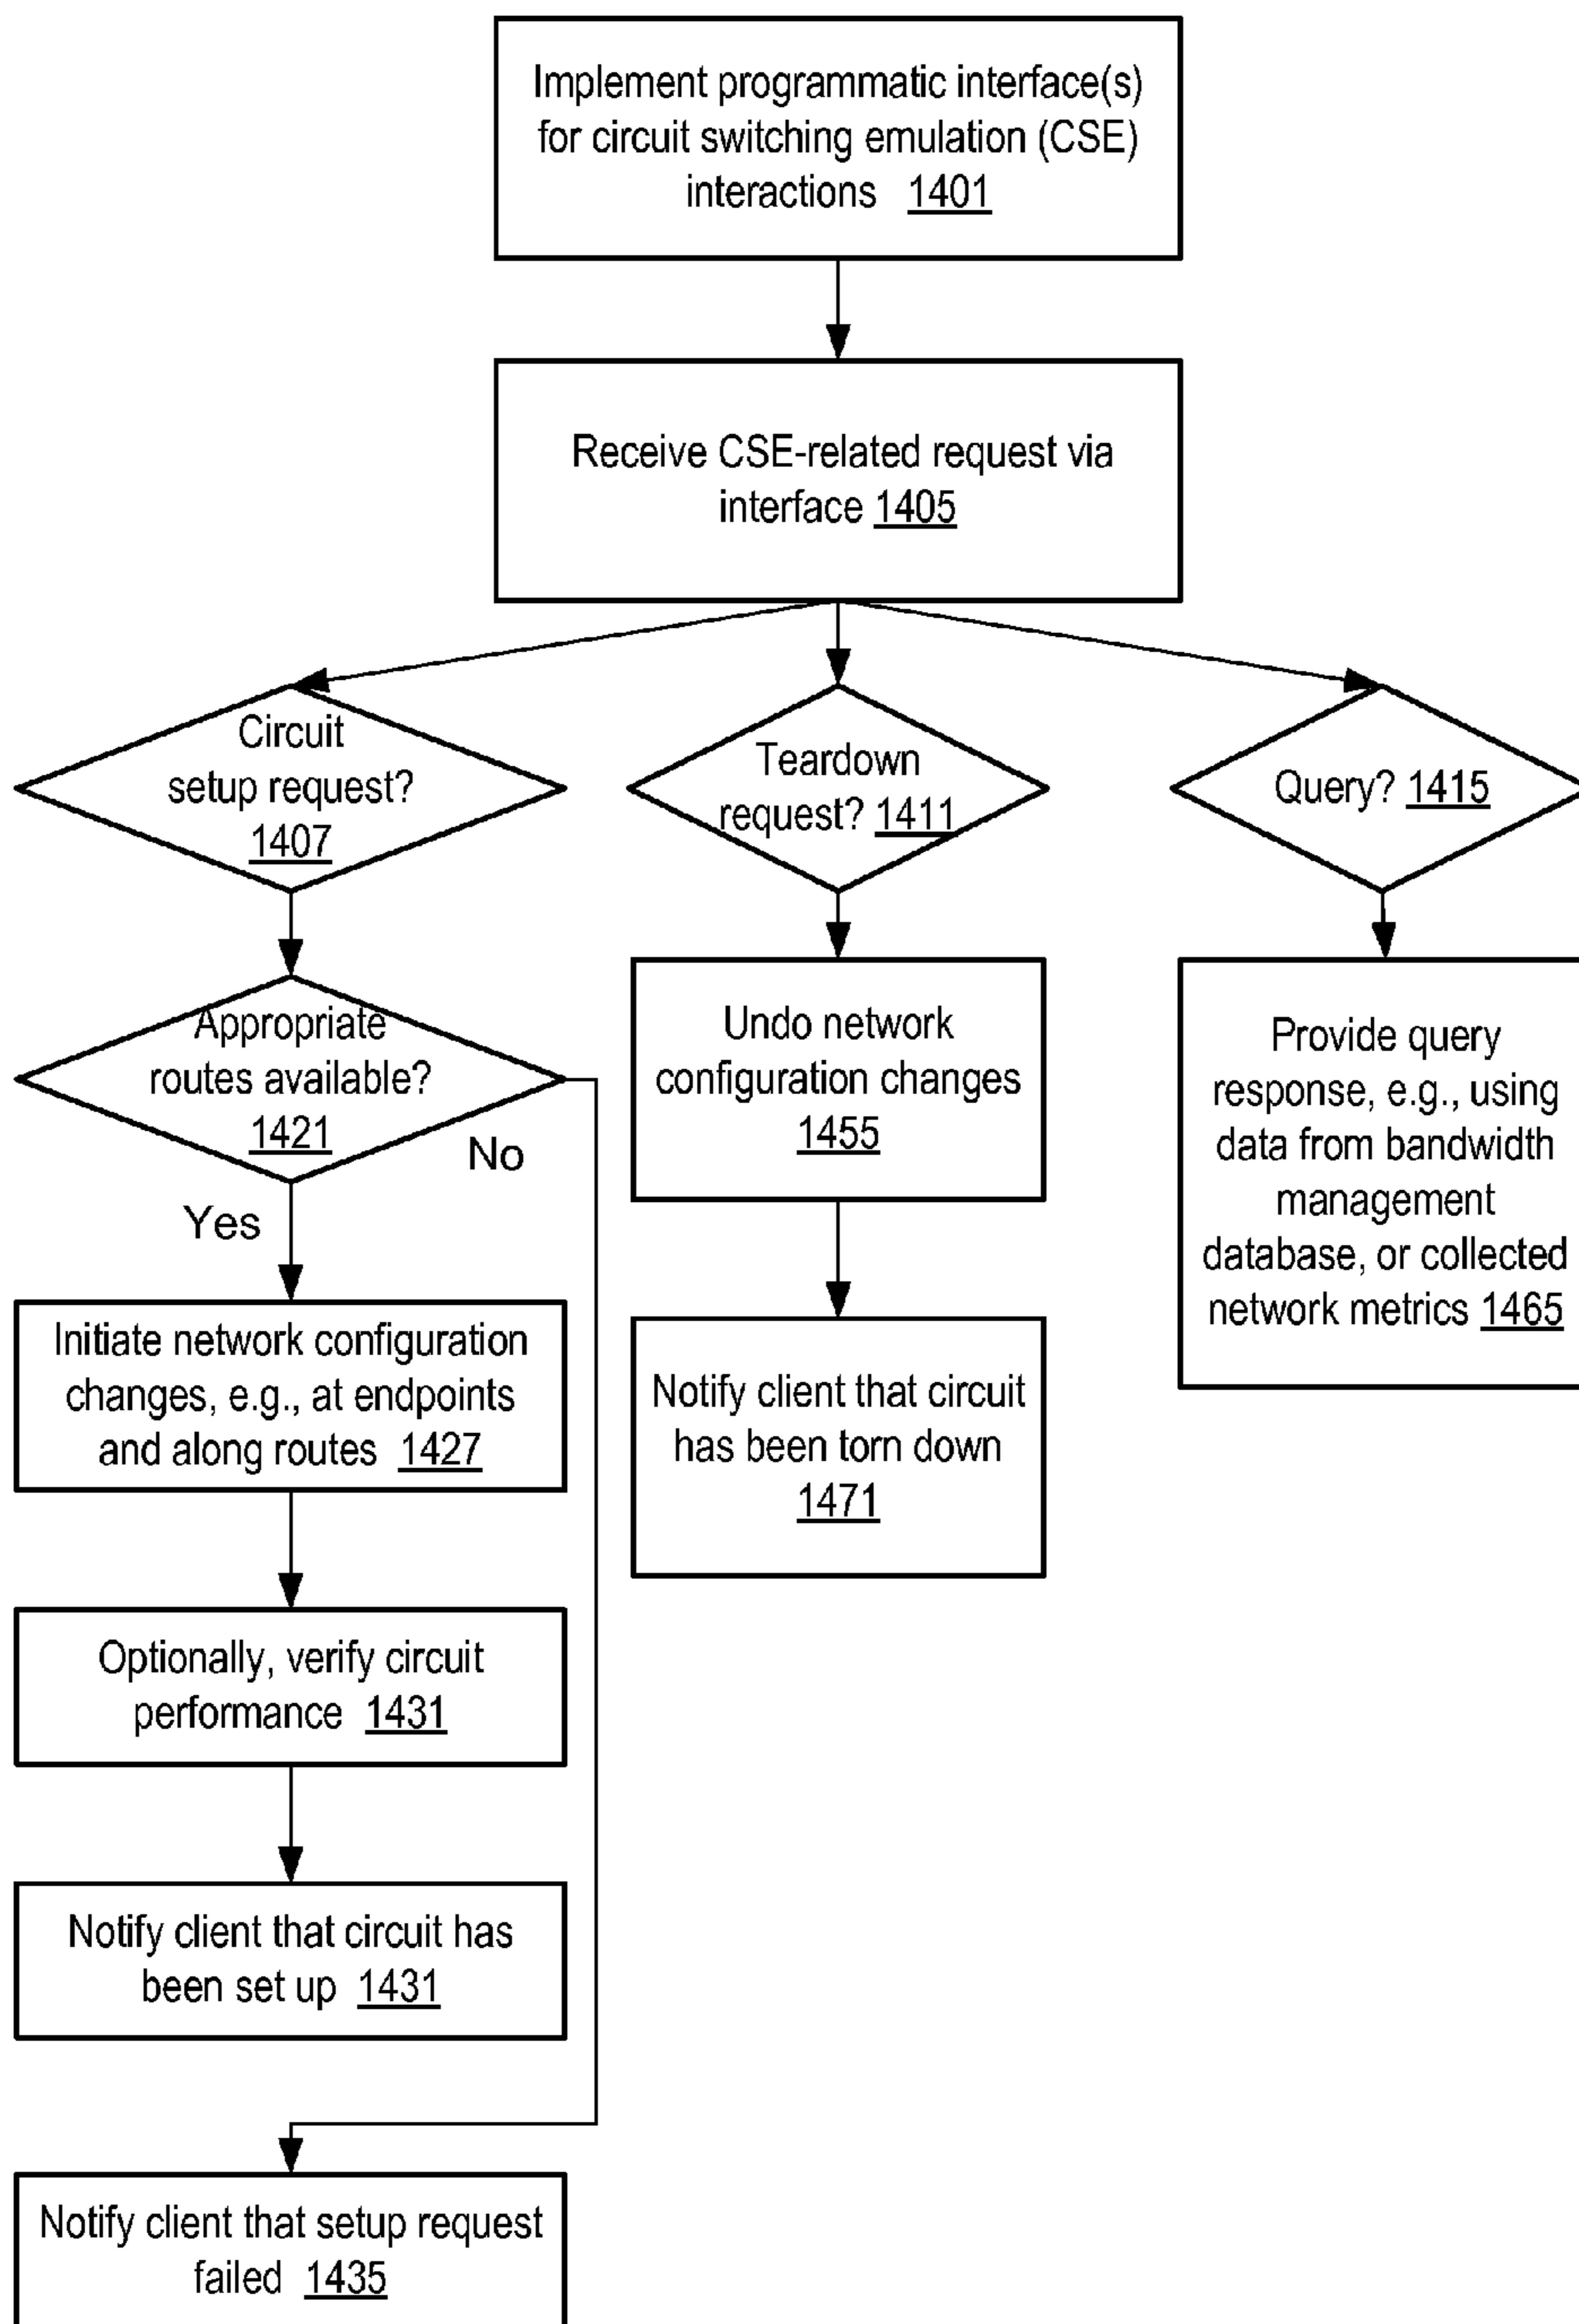 Implement programmatic interface(s)
for circuit switching emulation (CSE)
interactions 1401
Receive CSE-related request via
interface 1405
Circuit
setup request?
1407
Teardown
request? 1411
Query? 1415
Appropriate
routes available?
1421
No
Yes
Undo network
configuration changes
1455
Provide query
response, e.g., using
data from bandwidth
management
database, or collected
network metrics 1465
Initiate network configuration
changes, e.g., at endpoints
and along routes 1427
Notify client that circuit
has been torn down
1471
Optionally, verify circuit
performance 1431
Notify client that circuit has
been set up 1431
Notify client that setup request
failed 1435